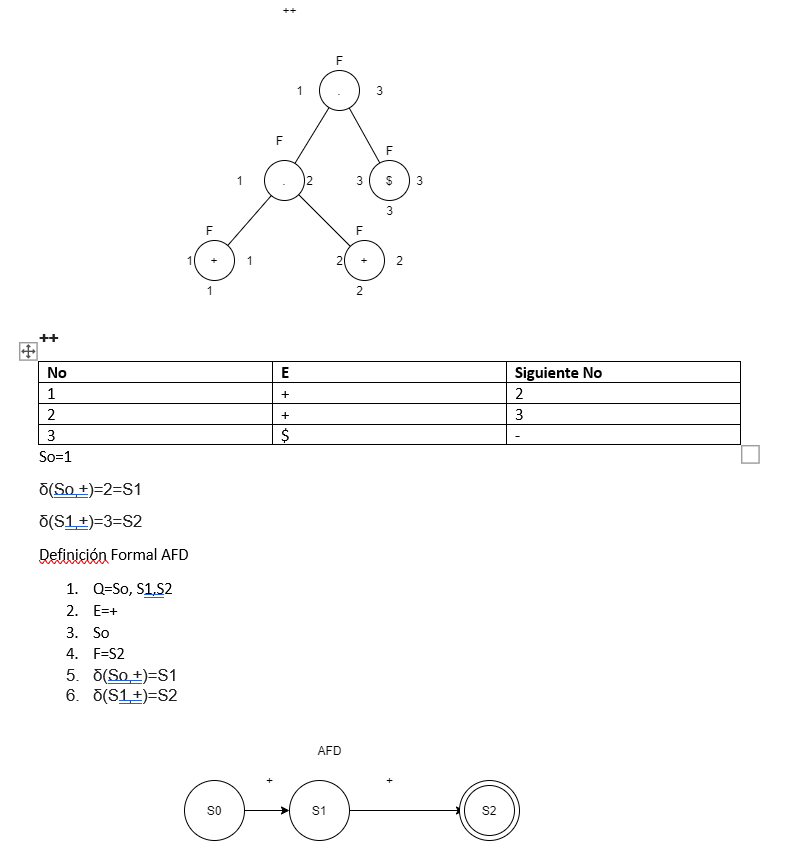 ++
F
1 . 3
F
F
1 . 2 3 $ 3
3
F
F
1 + 1 2 + 2
1
2
++
No E Siguiente No
1 + 2
2 + 3
3 $ -
So=1
δ(So,+)=2=S1
δ(S1,+)=3=S2
Definición Formal AFD
1. Q=So, S1,S2
2. E=+
3. So
4. F=S2
5. δ(So,+)=S1
6. δ(S1,+)=S2
AFD
+ +
S0 S1 S2